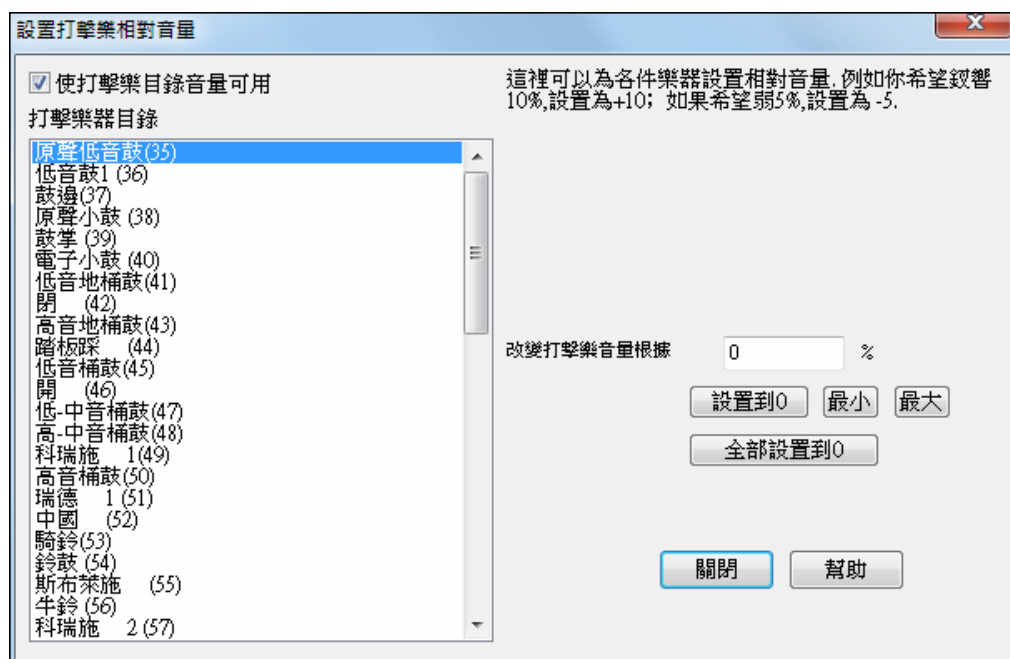 設置打擊樂相對音量
使打擊樂目錄音量可用
打擊樂器目錄
原聲低音鼓(35)
低音鼓1 (36)
鼓邊(37)
原聲小鼓 (38)
鼓掌 (39)
電子小鼓 (40)
低音地桶鼓(41)
閉 (42)
高音地桶鼓(43)
踏板踩 (44)
低音桶鼓(45)
開 (46)
低-中音桶鼓(47)
高-中音桶鼓(48)
科瑞施 1(49)
高音桶鼓(50)
瑞德 1 (51)
中國 (52)
騎鈴(53)
鈴鼓 (54)
斯布萊施 (55)
牛鈴 (56)
科瑞施 2 (57)
這裡可以為各件樂器設置相對音量.例如你希望釵響
10%,設置為+10; 如果希望弱5%,設置為 -5.
改變打擊樂音量根據 0 %
設置到0 最小 最大
全部設置到0
關閉 幫助